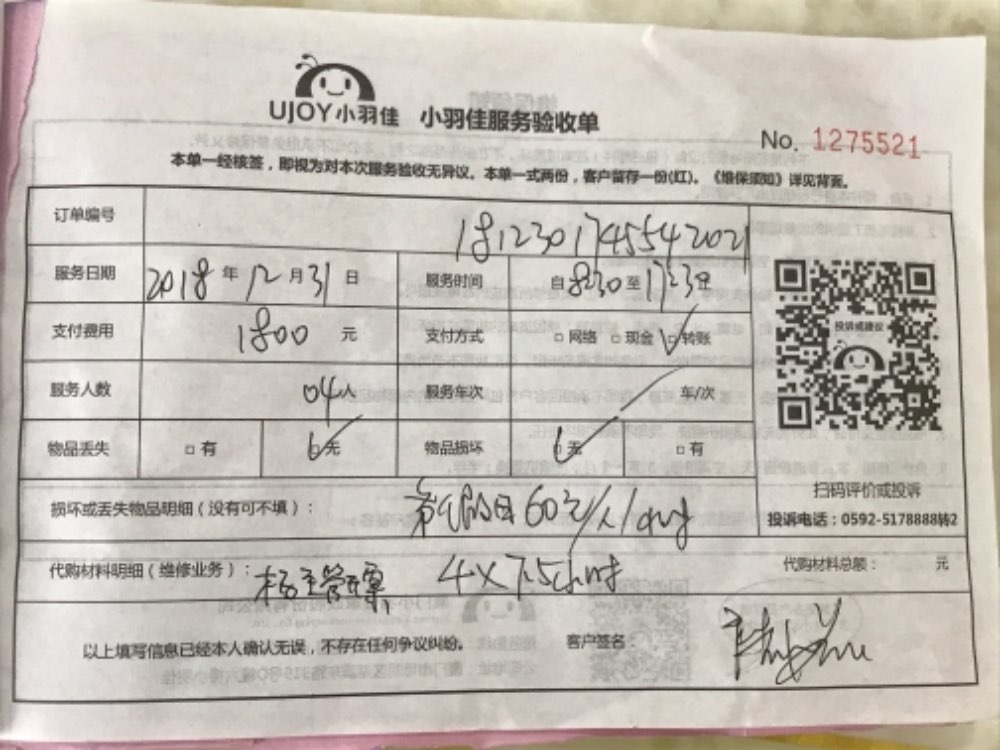 UJOY小羽佳 小羽佳服务验收单
No. 1275521
本单一经核签，即视为对本次服务验收无异议。本单一式两份，客户留存一份(红)。《维保须知》详见背面。
订单编号 1812301745542021
服务日期 2018年12月31日 服务时间 自830至
支付费用 1800元 支付方式 □网络 □现金 □转账
投诉或建议
服务人数 04人 服务车次 车/次
物品丢失 □有 无 物品损坏 无 □有
扫码评价或投诉
损坏或丢失物品明细（没有可不填）： 60元/人
投诉电话：0592-5178888转2
代购材料明细（维修业务）： 4×7.5小时 代购材料总额： 元
以上填写信息已经本人确认无误，不存在任何争议纠纷。 客户签名：